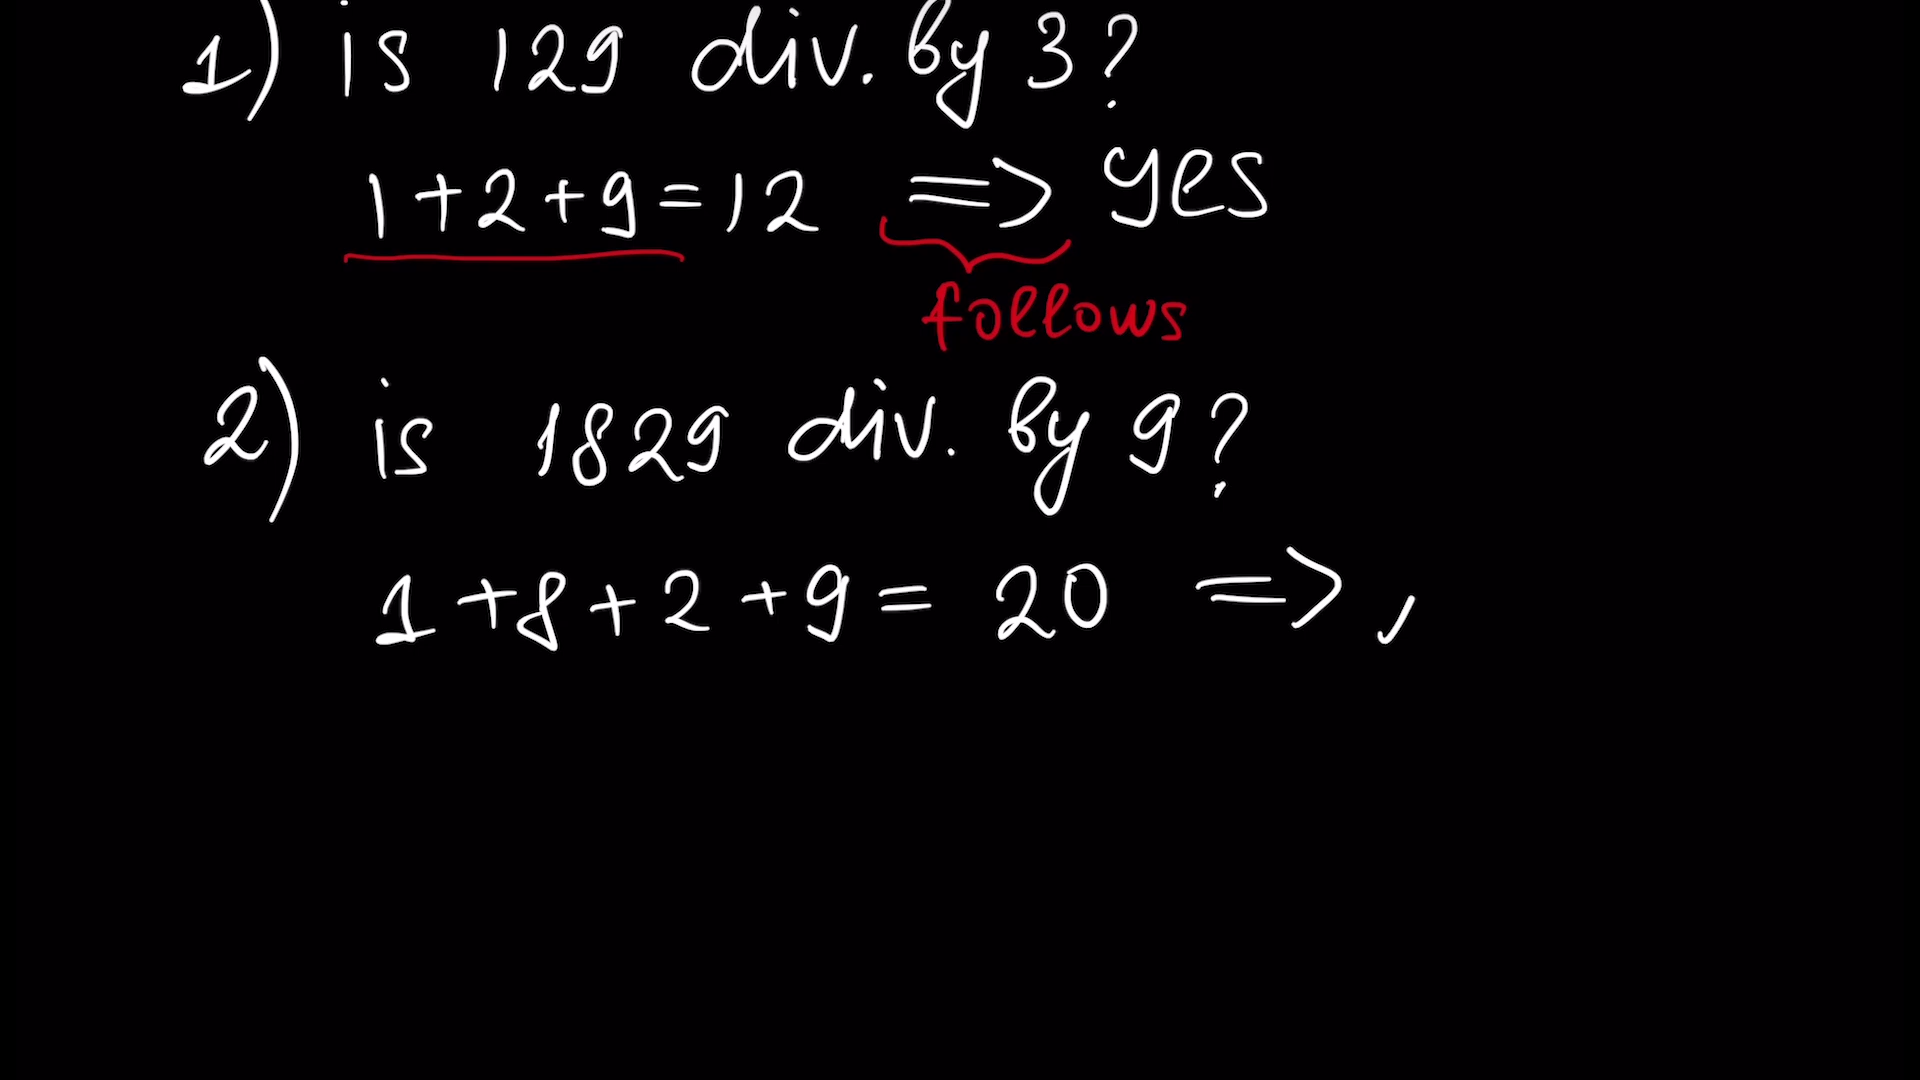 1) is 129 div. by 3?
1+2+9=12 => yes
follows
2) is 1829 div. by 9?
1+8+2+9= 20 =>